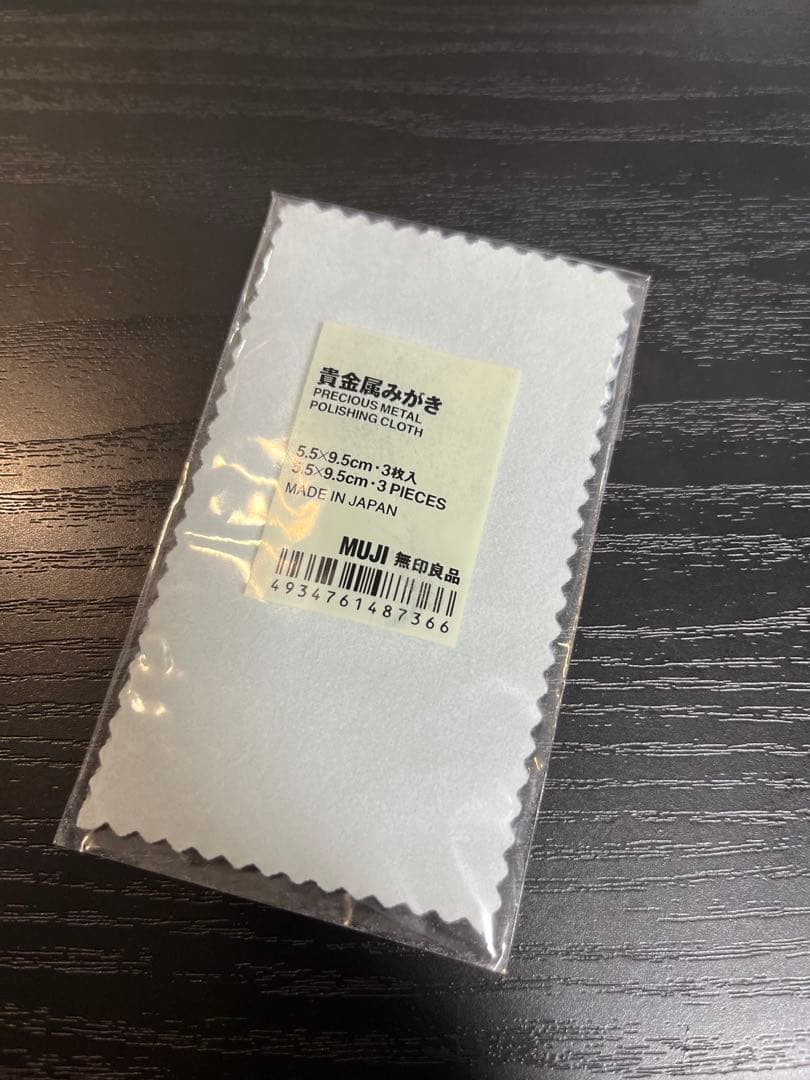 貴金属みがき
PRECIOUS METAL
POLISHING CLOTH
5.5×9.5cm・3枚入
5.5×9.5cm・3 PIECES
MADE IN JAPAN
MUJI 無印良品
4934761487366